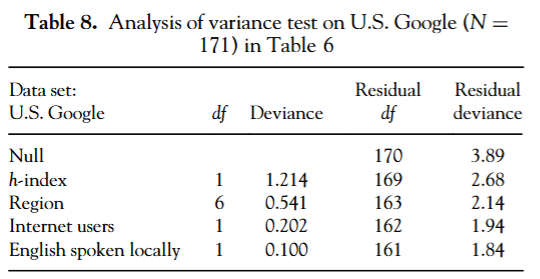 Table 8. Analysis of variance test on U.S. Google (N =
171) in Table 6
Data set: Residual Residual
U.S. Google df Deviance df deviance
Null 170 3.89
h-index 1 1.214 169 2.68
Region 6 0.541 163 2.14
Internet users 1 0.202 162 1.94
English spoken locally 1 0.100 161 1.84